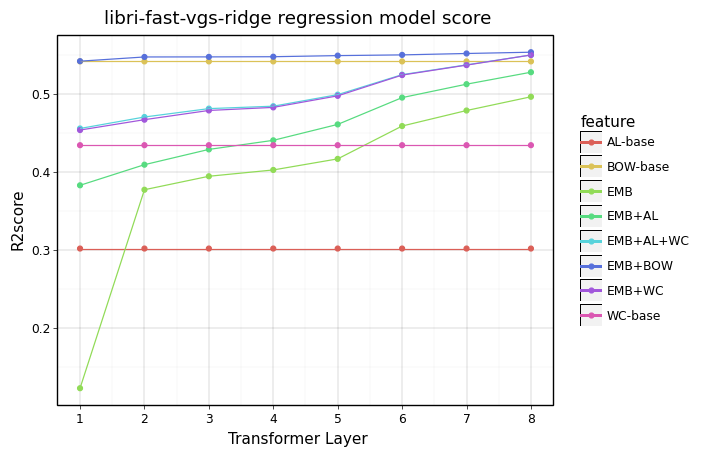 libri-fast-vgs-ridge regression model score
R2score
0.5
0.4
0.3
0.2
1 2 3 4 5 6 7 8
Transformer Layer
feature
AL-base
BOW-base
EMB
EMB+AL
EMB+AL+WC
EMB+BOW
EMB+WC
WC-base